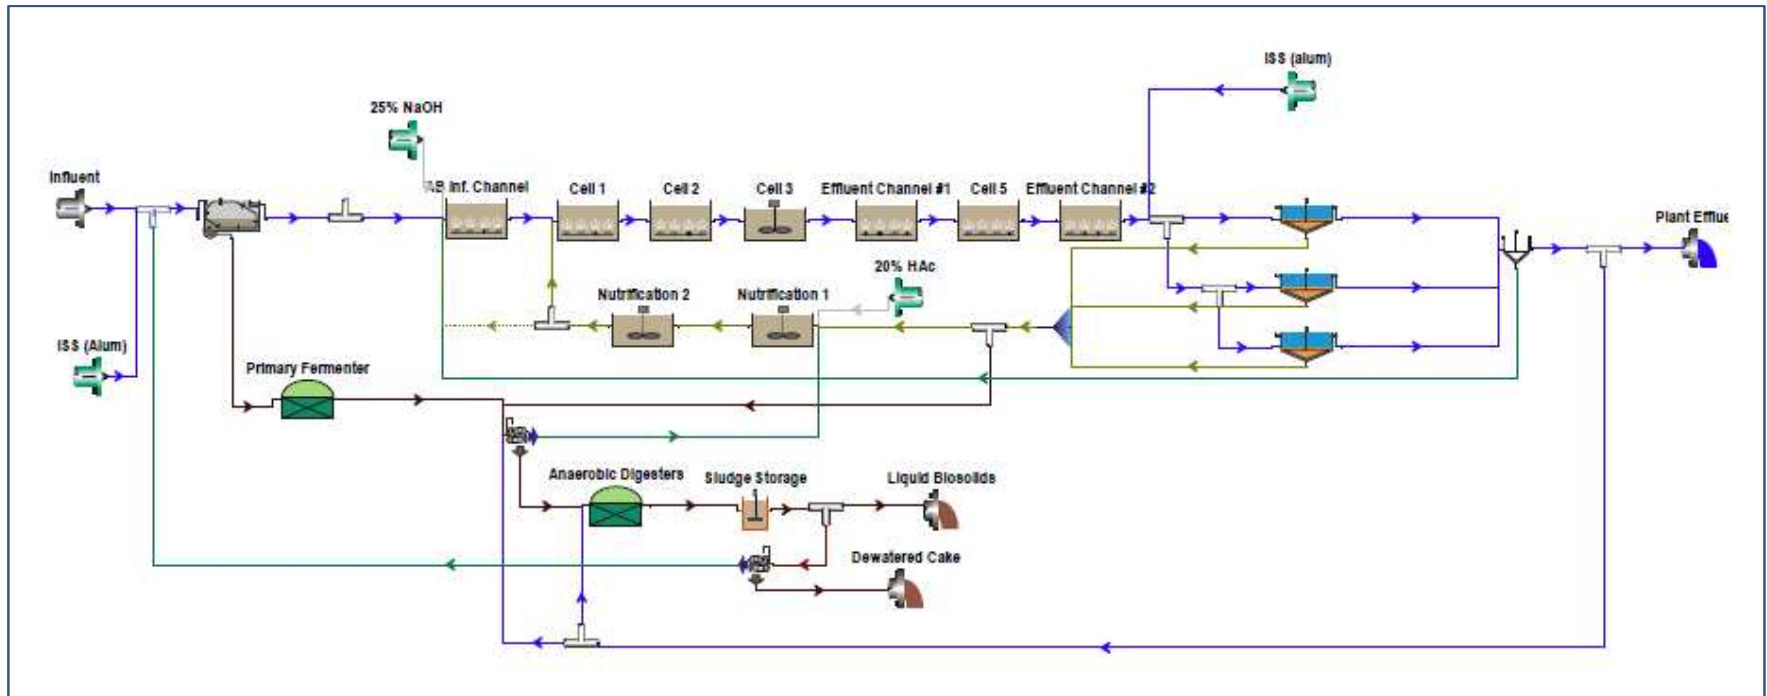 ISS (alum)
25% NaOH
Influent
AB Inf. Channel
Cell 1
Cell 2
Cell 3
Effluent Channel #1
Cell 5
Effluent Channel #2
Plant Efflue
20% HAc
Nutrification 2
Nutrification 1
ISS (Alum)
Primary Fermenter
Anaerobic Digesters
Sludge Storage
Liquid Biosolids
Dewatered Cake